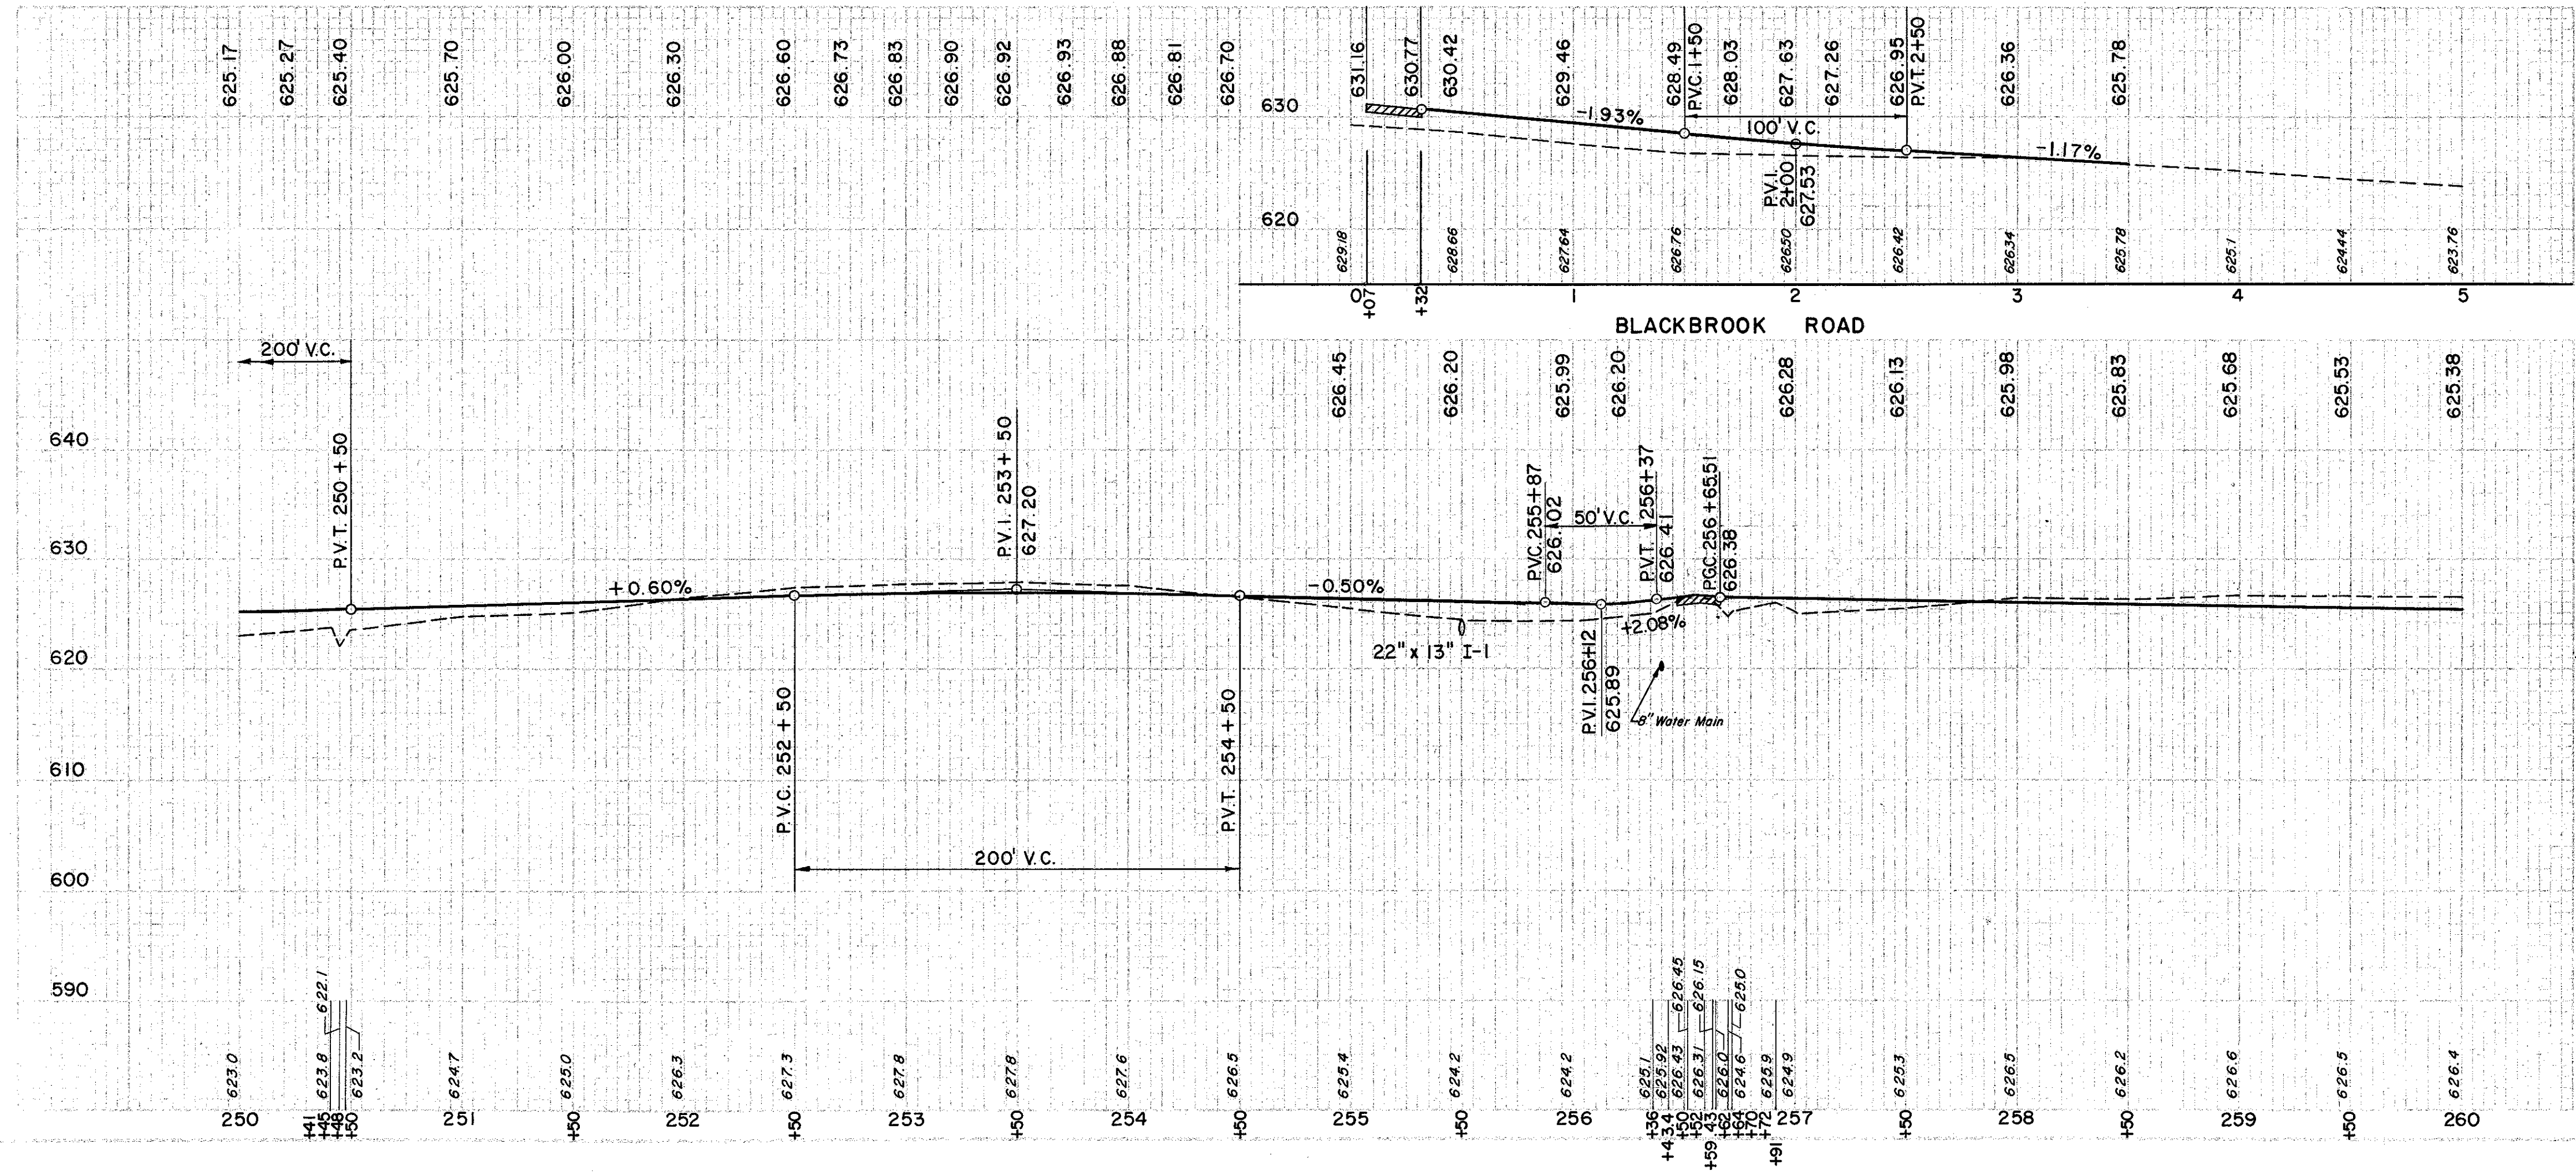 625.17 625.27 625.40 625.70 626.00 626.30 626.60 626.73 626.83 626.90 626.92 626.93 626.88 626.81 626.70
631.16 630.77 630.42 629.46 628.49 P.V.C. 1+50 628.03 627.63 627.26 626.95 P.V.T. 2+50 626.36 625.78
630
-1.93%
100' V.C.
-1.17%
P.V.I. 2+00
627.53
620
629.18 628.66 627.64 626.76 626.50 626.42 626.34 625.78 625.1 624.44 623.76
0 +07 +32 1 2 3 4 5
BLACKBROOK ROAD
200' V.C.
626.45 626.20 625.99 626.20 626.28 626.13 625.98 625.83 625.68 625.53 625.38
640
P.V.T. 250+50
P.V.I. 253+50
627.20
P.V.C. 255+87
626.02
50' V.C.
P.V.T. 256+37
626.41
P.G.C. 256+65.51
626.38
630
+0.60%
-0.50%
+2.08%
620
22" x 13" I-1
P.V.I. 256+12
625.89
8" Water Main
610
P.V.C. 252+50
P.V.T. 254+50
200' V.C.
600
590
622.1 626.45 626.15 625.0
623.0 623.8 623.2 624.7 625.0 626.3 627.3 627.8 627.8 627.6 626.5 625.4 624.2 624.2 625.1 625.92 626.43 626.31 626.0 624.6 625.9 624.9 625.3 626.5 626.2 626.6 626.5 626.4
250 +41 +45 +48 +50 251 +50 252 +50 253 +50 254 +50 255 +50 256 +36 +43.4 +50 +52 +59.43 +62 +64 +70 +72 +91 257 +50 258 +50 259 +50 260